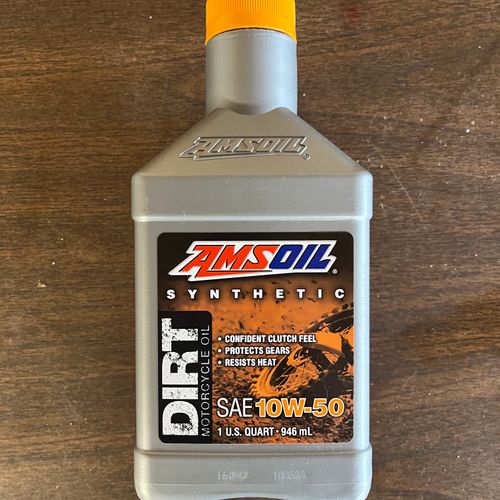 AMSOIL
AMSOIL®
SYNTHETIC
DIRT
MOTORCYCLE OIL
• CONFIDENT CLUTCH FEEL
• PROTECTS GEARS
• RESISTS HEAT
SAE 10W-50
1 U.S. QUART • 946 mL